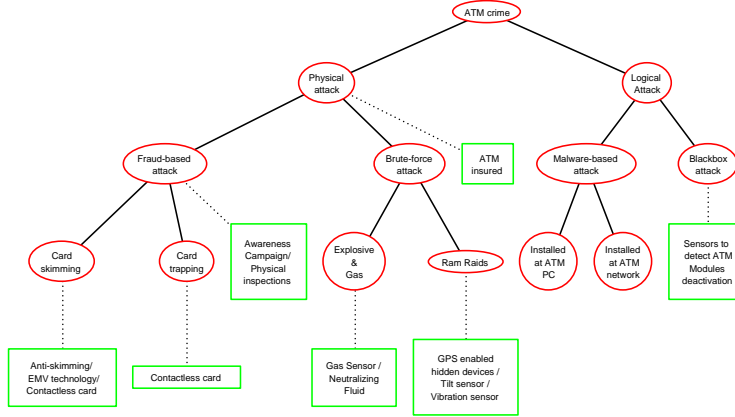 ATM crime
Physical
attack
Logical
Attack
Fraud-based
attack
Brute-force
attack
ATM
insured
Malware-based
attack
Blackbox
attack
Card
skimming
Card
trapping
Awareness
Campaign/
Physical
inspections
Explosive
&
Gas
Ram Raids
Installed
at ATM
PC
Installed
at ATM
network
Sensors to
detect ATM
Modules
deactivation
Anti-skimming/
EMV technology/
Contactless card
Contactless card
Gas Sensor /
Neutralizing
Fluid
GPS enabled
hidden devices /
Tilt sensor /
Vibration sensor